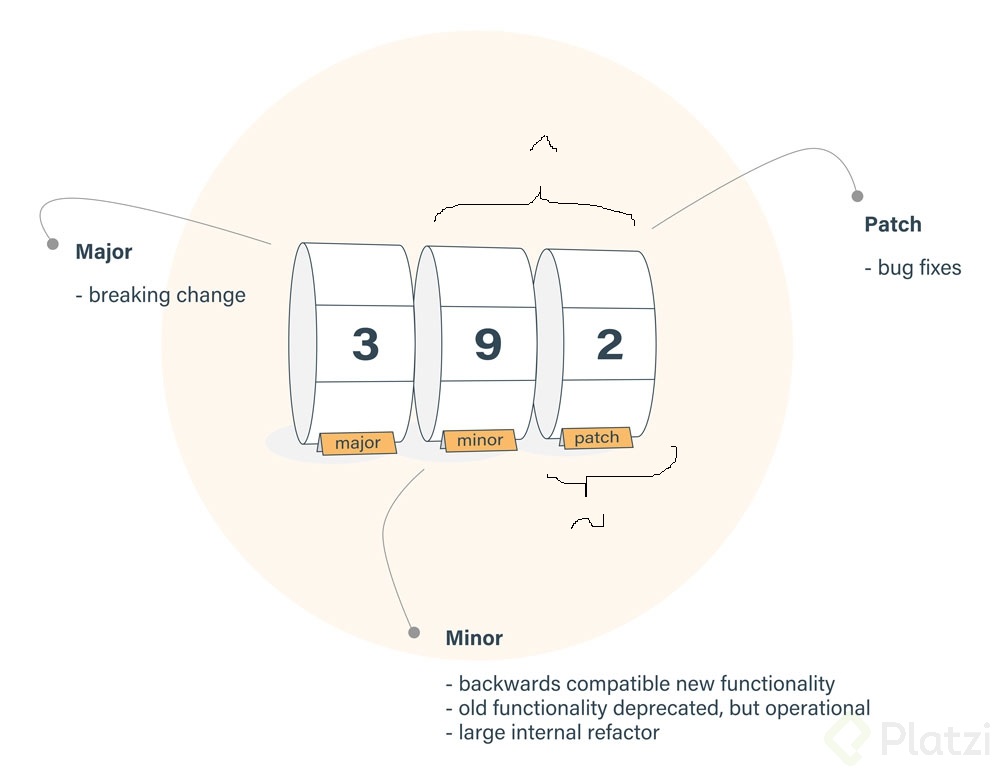 ^
Patch
- bug fixes
Major
- breaking change
3 9 2
major minor patch
~
Minor
- backwards compatible new functionality
- old functionality deprecated, but operational
- large internal refactor
Platzi